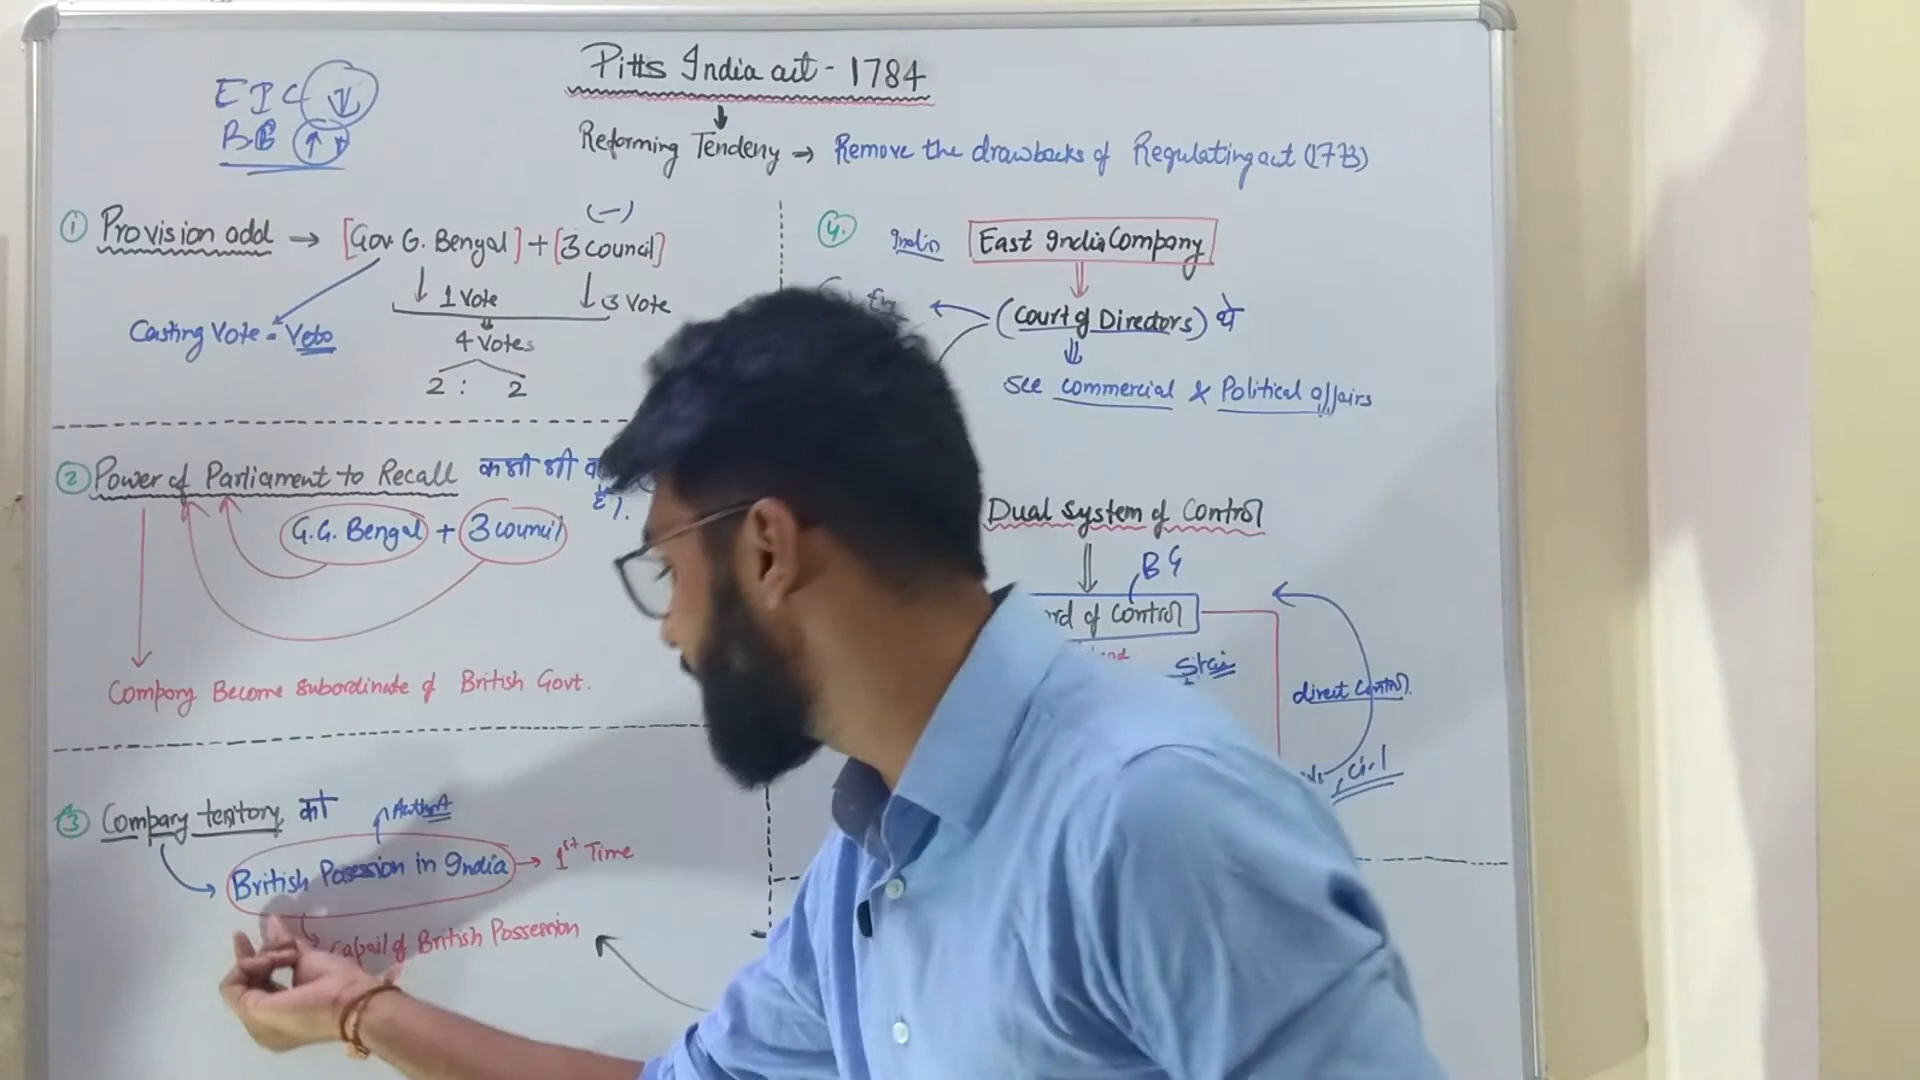 Pitts India act - 1784
EIC
BG
Reforming Tendeny → Remove the drawbacks of Regulating act (1773)
① Provision add → [Gov. G. Bengal] + [3 council]
(-)
1 Vote
3 Vote
Casting Vote = Veto
4 Votes
2 : 2
② Power of Parliament to Recall कभी भी
है।
G.G. Bengal + 3 council
Company Become subordinate of British Govt.
③ Company territory को
British Posession in India → 1st Time
of British Possession
4. India East India Company
(Court of Directors) थे
See commercial & Political affairs
Dual System of Control
BG
of Control
direct control